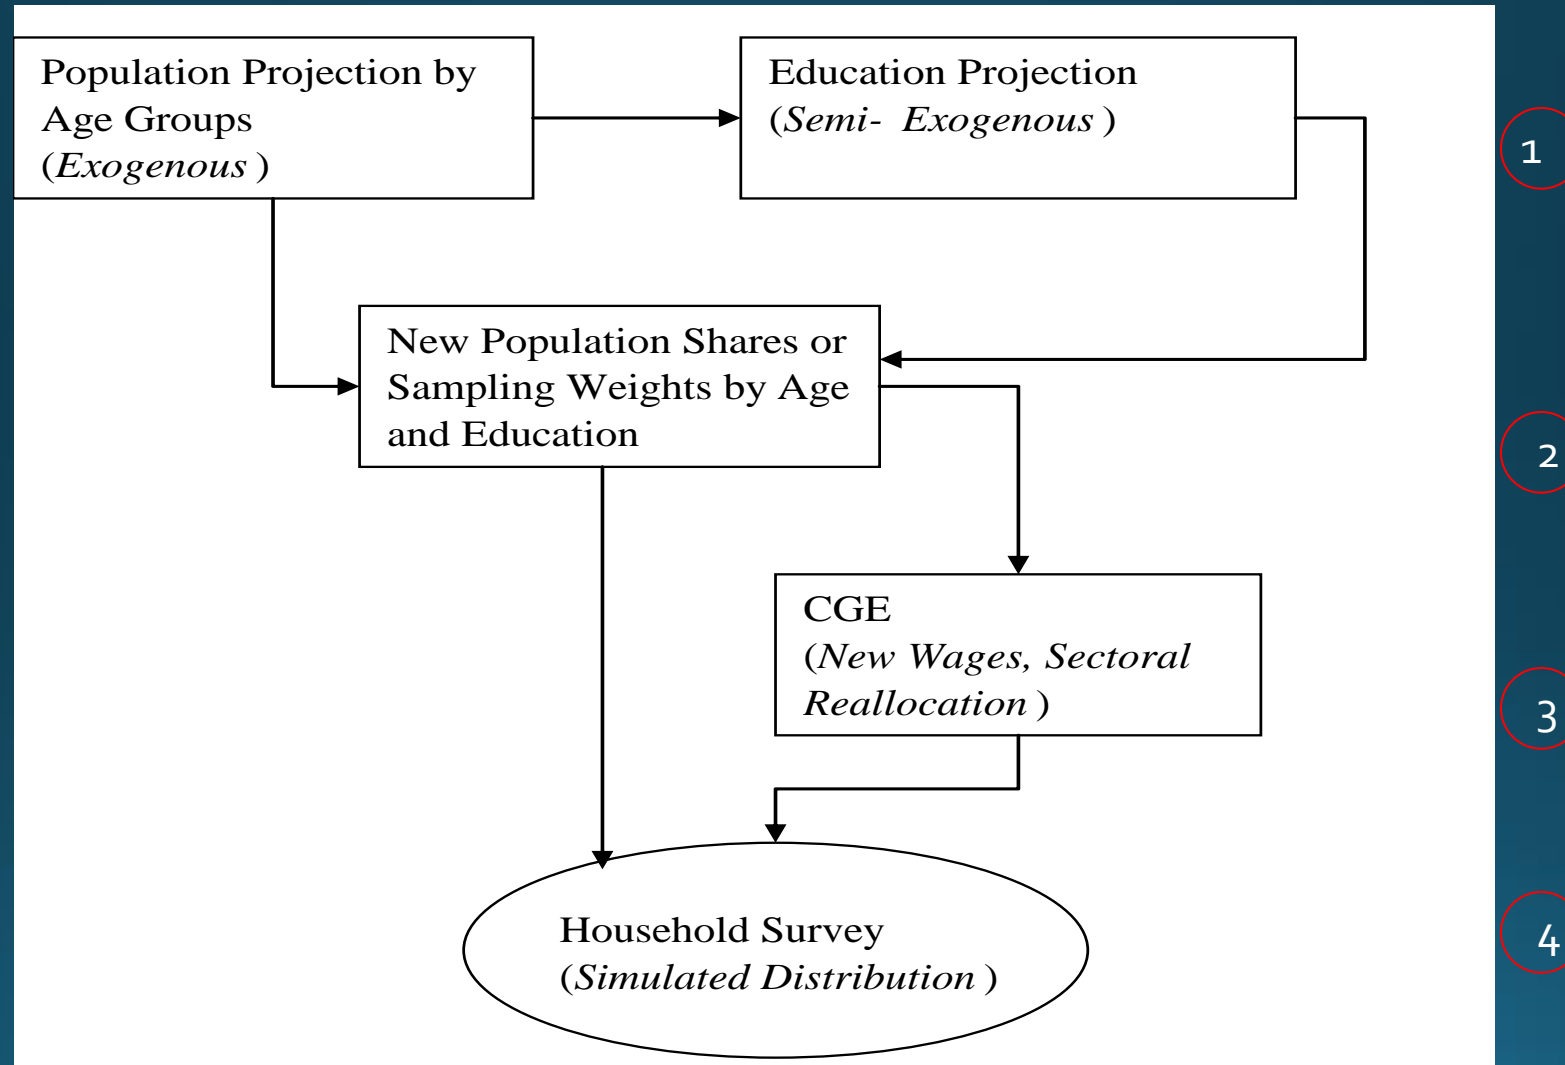 Population Projection by
Age Groups
(Exogenous )
Education Projection
(Semi- Exogenous )
1
New Population Shares or
Sampling Weights by Age
and Education
2
CGE
(New Wages, Sectoral
Reallocation )
3
Household Survey
(Simulated Distribution )
4